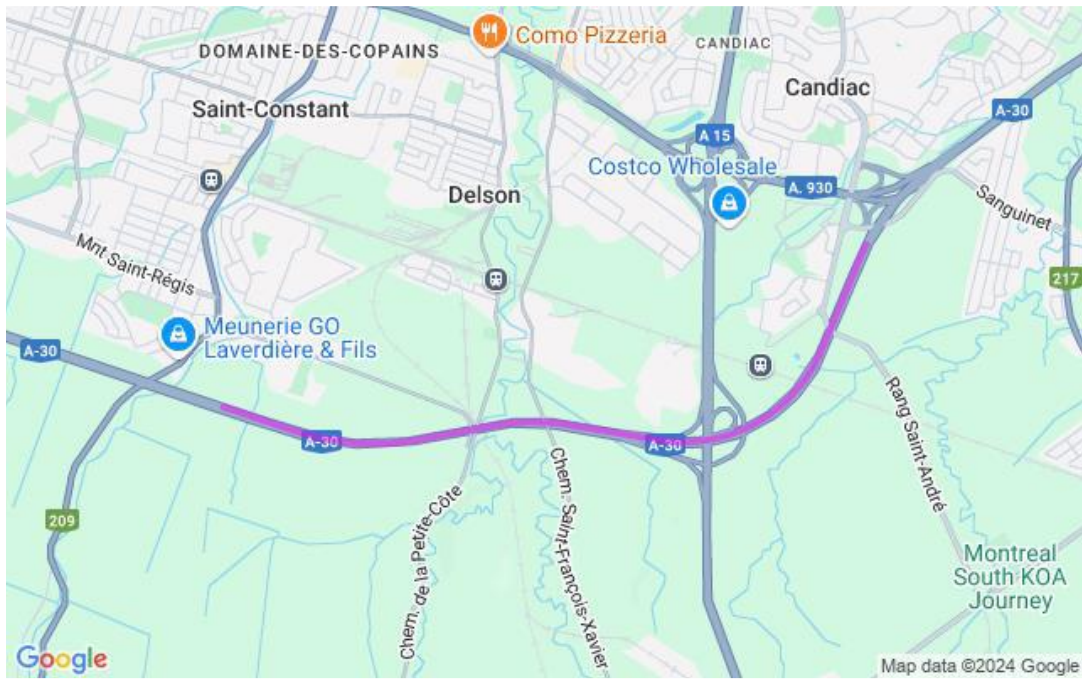 Como Pizzeria
CANDIAC
DOMAINE-DES-COPAINS
Saint-Constant
Candiac
A-30
A 15
Costco Wholesale
A. 930
Delson
Sanguinet
Mnt Saint-Régis
217
Meunerie GO
Laverdière & Fils
A-30
Rang Saint-André
A-30
A-30
Chem. de la Petite-Côte
Chem. Saint-François-Xavier
209
Montreal
South KOA
Journey
Google
Map data ©2024 Google